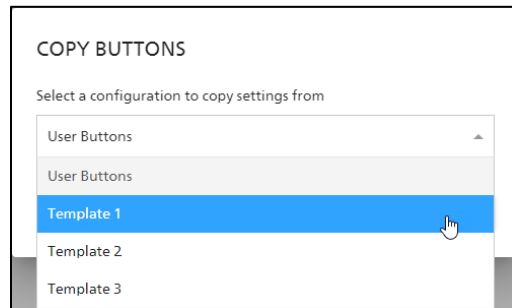 COPY BUTTONS
Select a configuration to copy settings from
User Buttons
User Buttons
Template 1
Template 2
Template 3